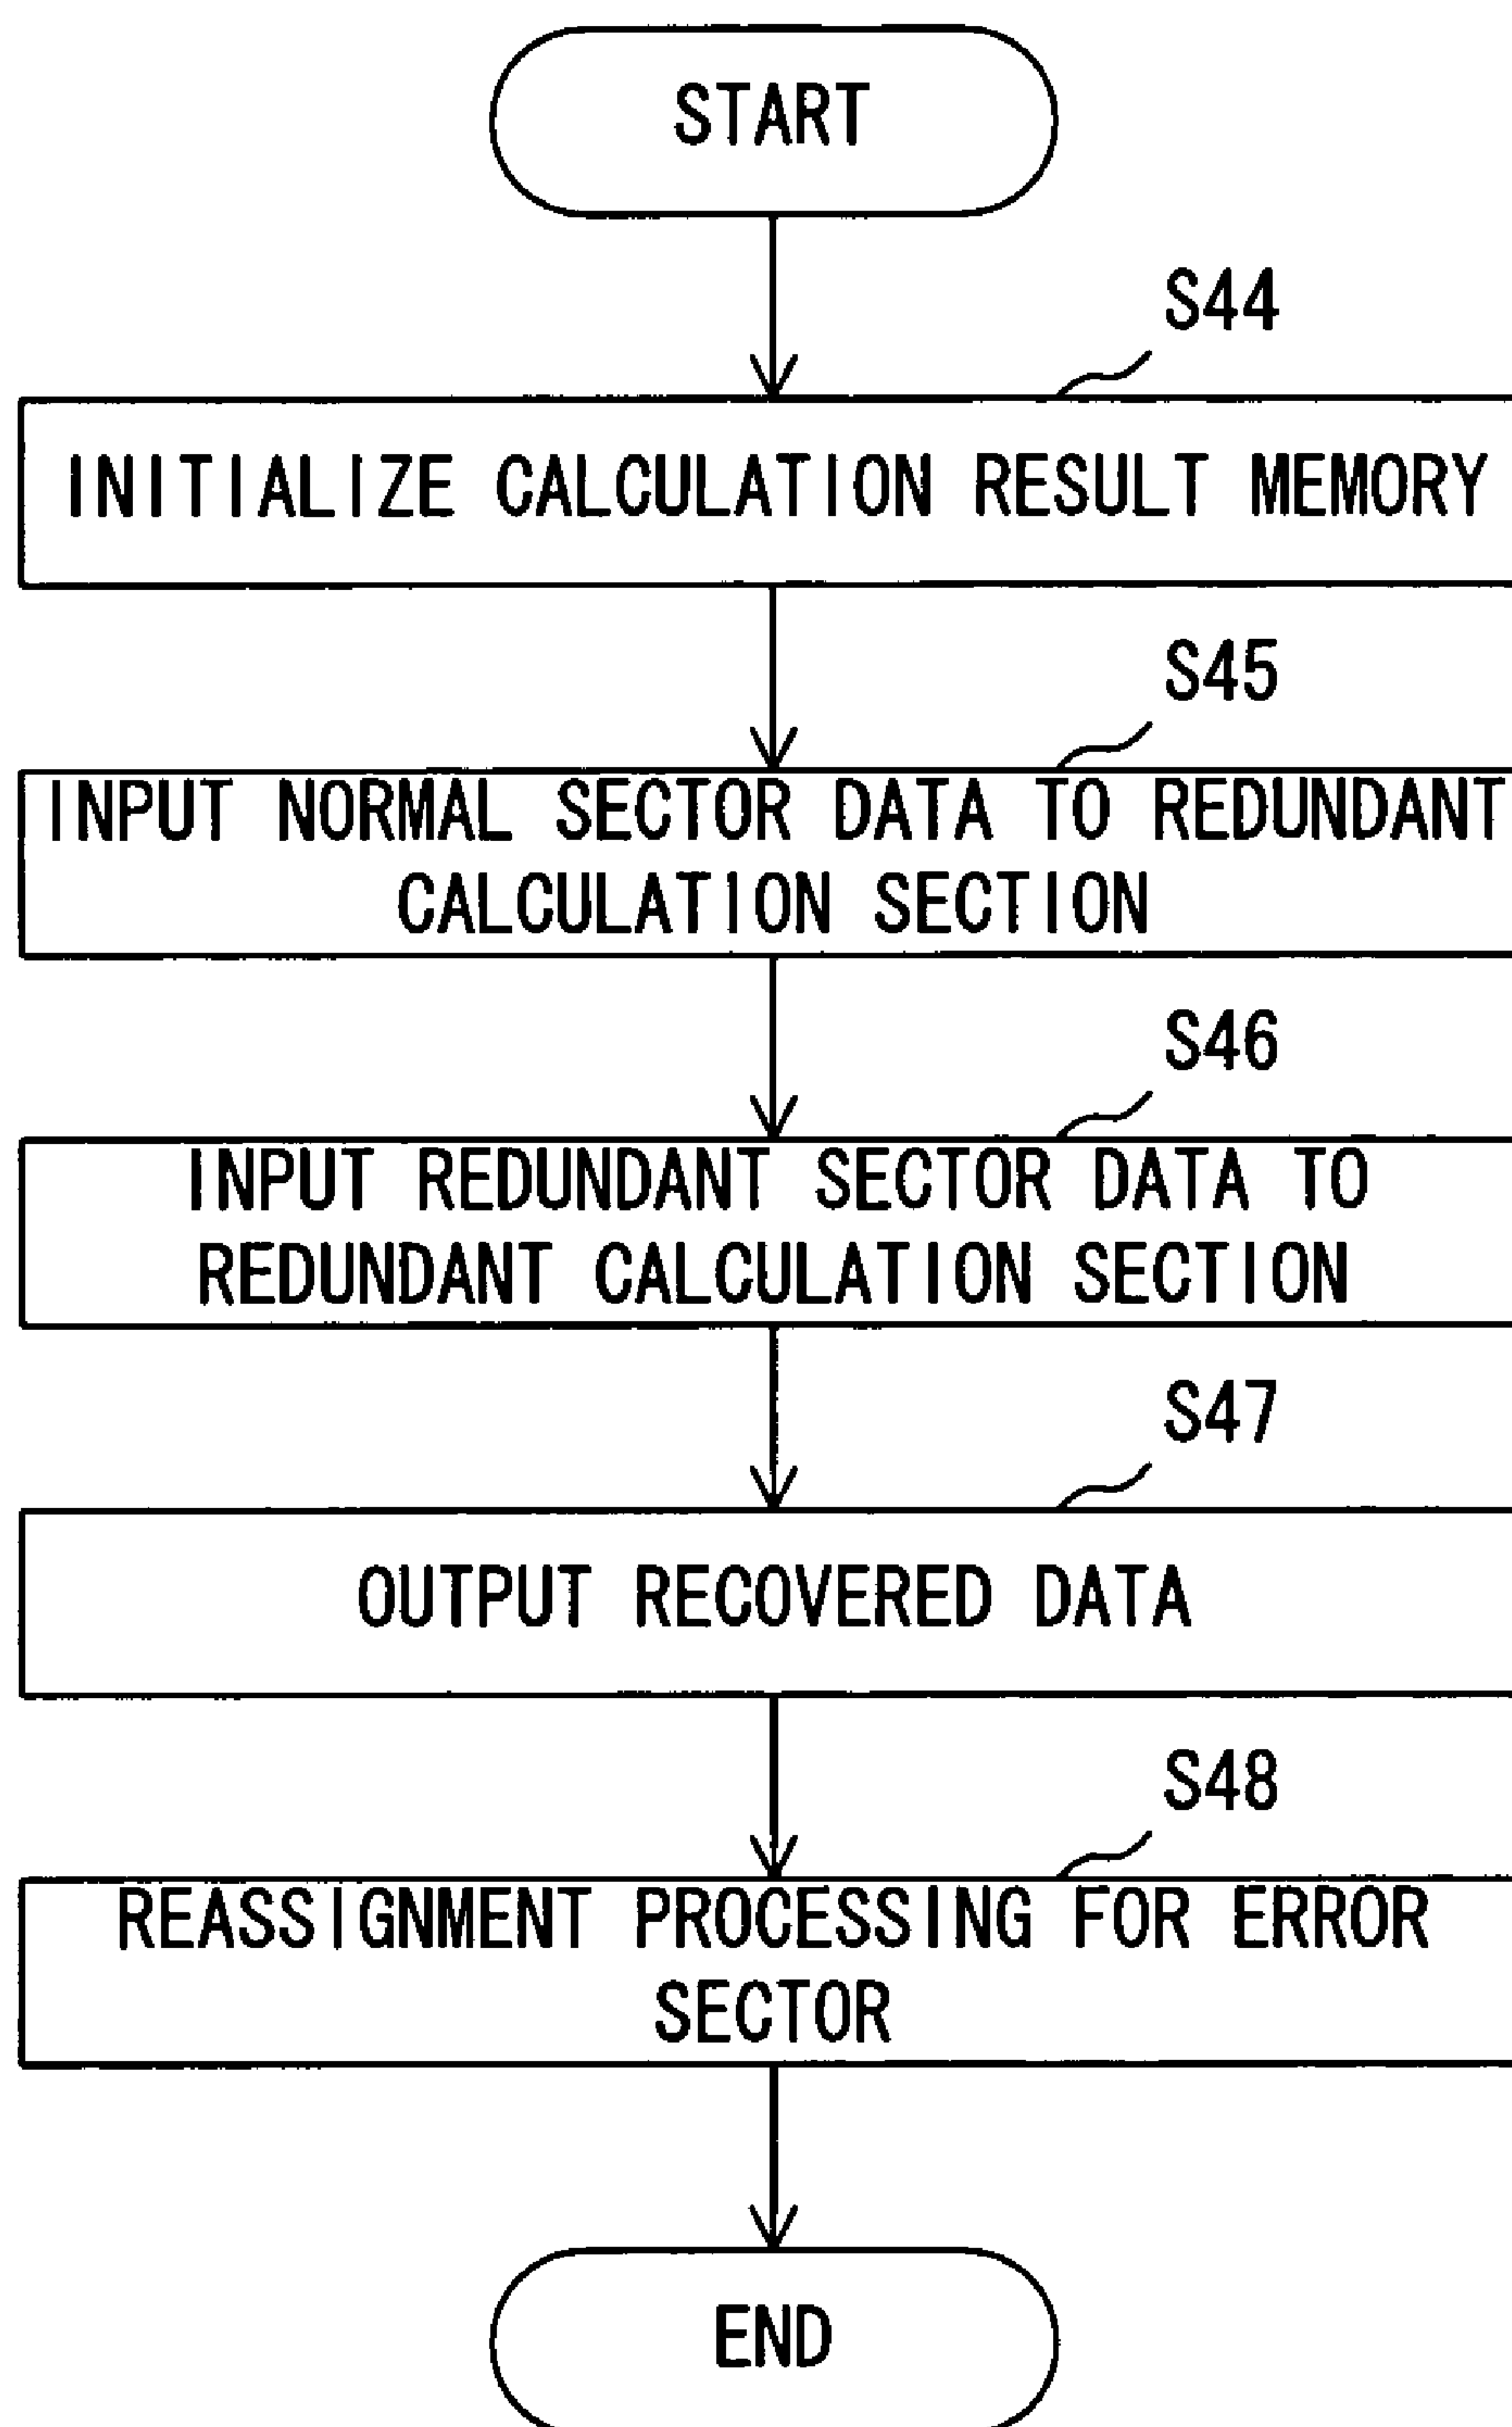 START
S44
INITIALIZE CALCULATION RESULT MEMORY
S45
INPUT NORMAL SECTOR DATA TO REDUNDANT
CALCULATION SECTION
S46
INPUT REDUNDANT SECTOR DATA TO
REDUNDANT CALCULATION SECTION
S47
OUTPUT RECOVERED DATA
S48
REASSIGNMENT PROCESSING FOR ERROR
SECTOR
END